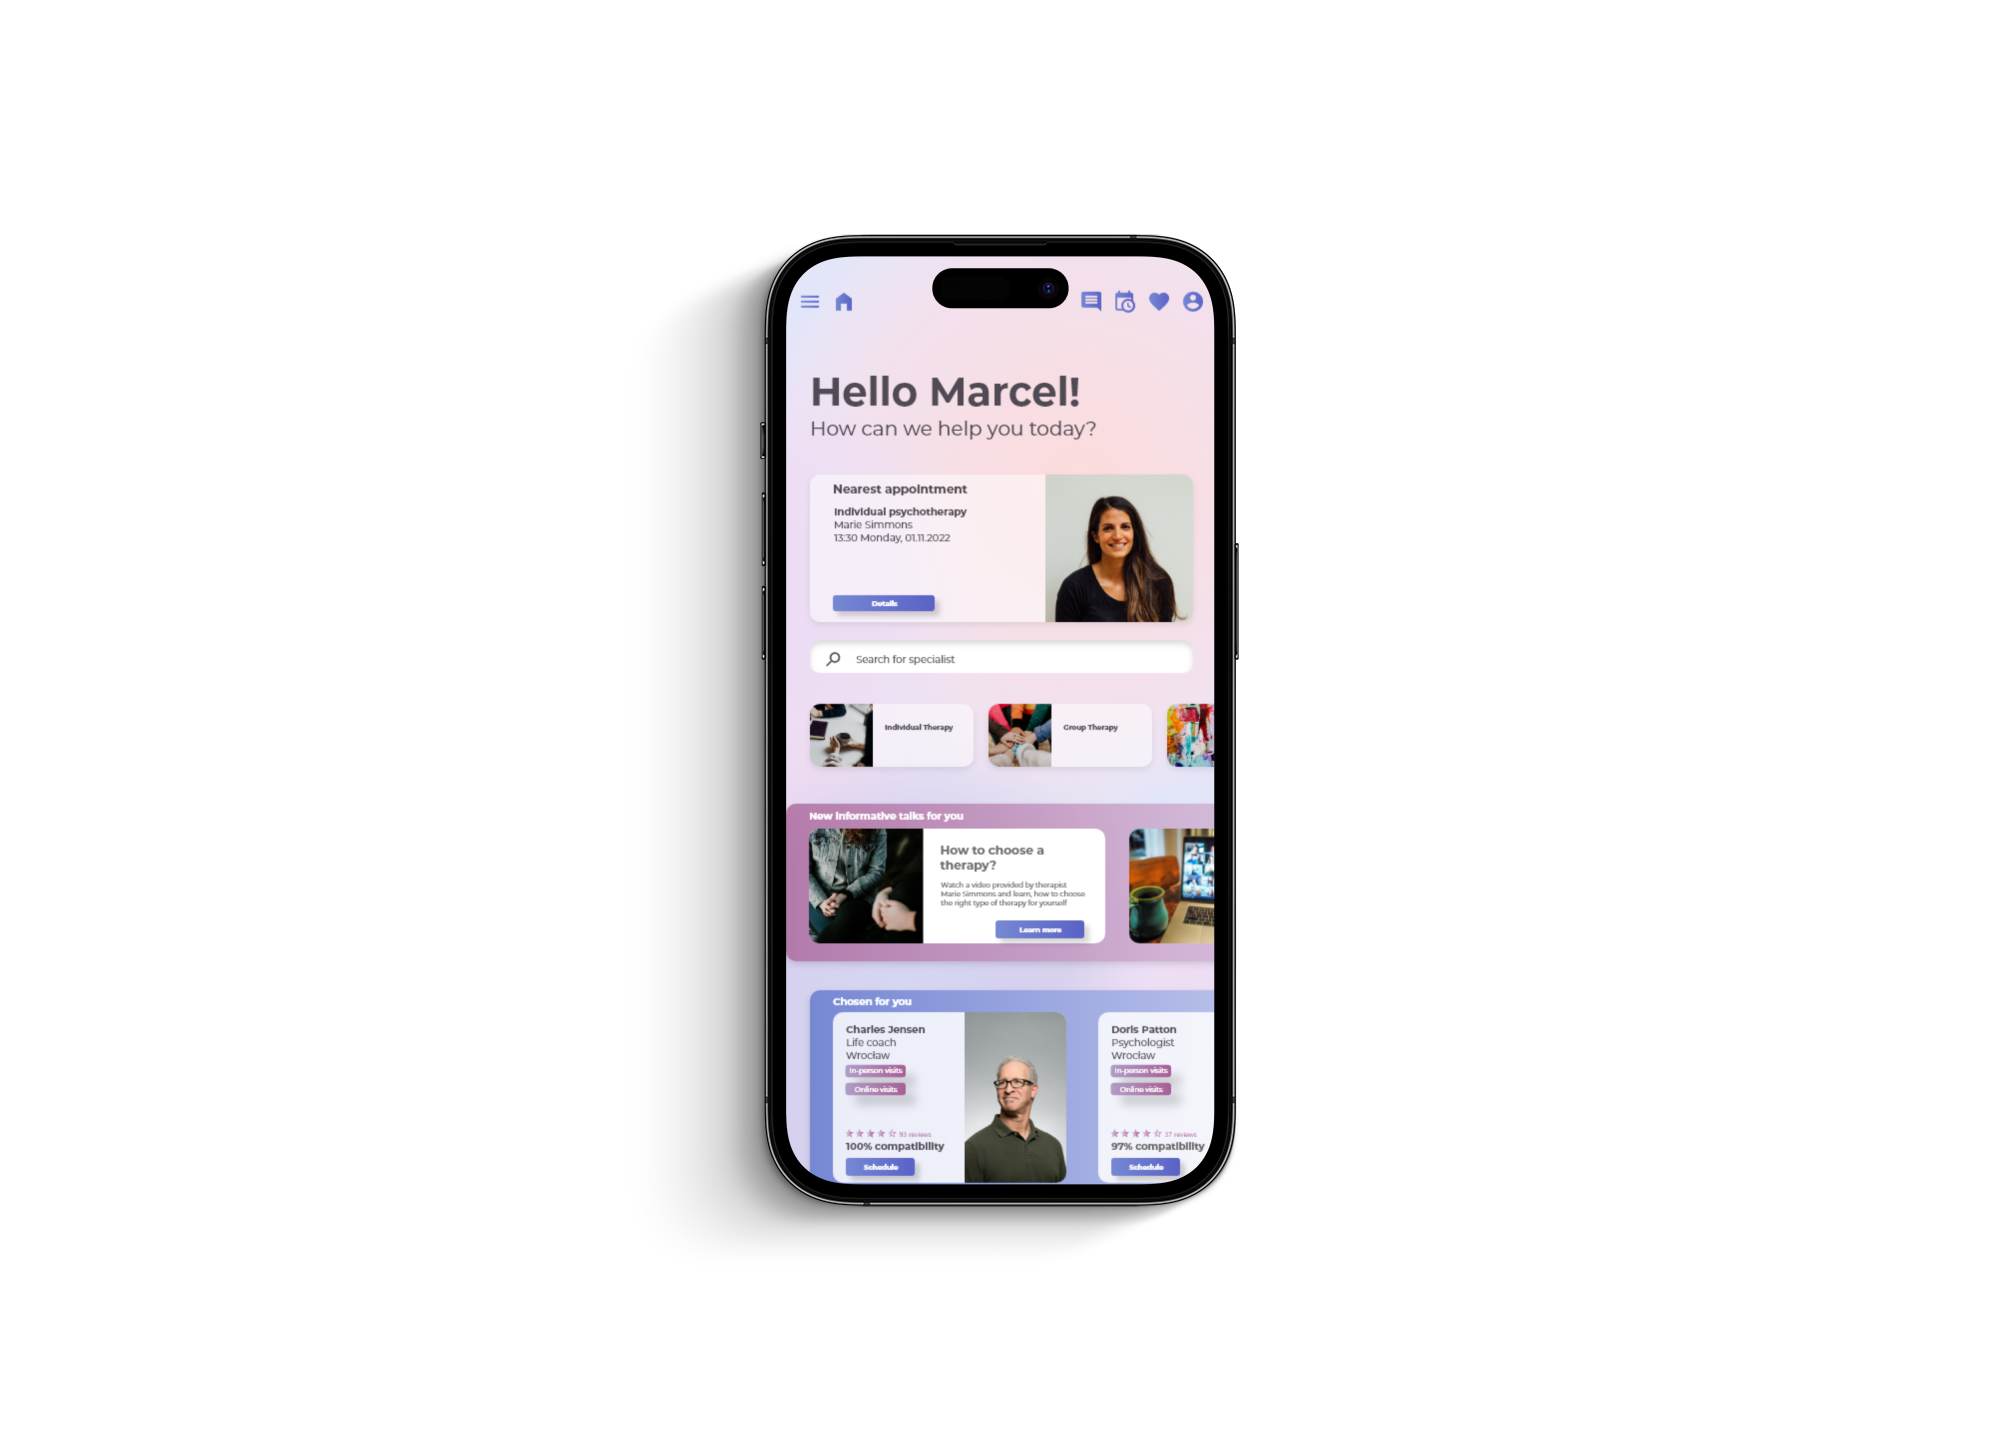 Hello Marcel!
How can we help you today?
Nearest appointment
Individual psychotherapy
Marie Simmons
13:30 Monday, 01.11.2022
Details
Search for specialist
Individual Therapy
Group Therapy
New informative talks for you
How to choose a
therapy?
Watch a video provided by therapist
Marie Simmons and learn, how to choose
the right type of therapy for yourself
Learn more
Chosen for you
Charles Jensen
Life coach
Wrocław
In-person visits
Online visits
93 reviews
100% compatibility
Schedule
Doris Patton
Psychologist
Wrocław
In-person visits
Online visits
37 reviews
97% compatibility
Schedule